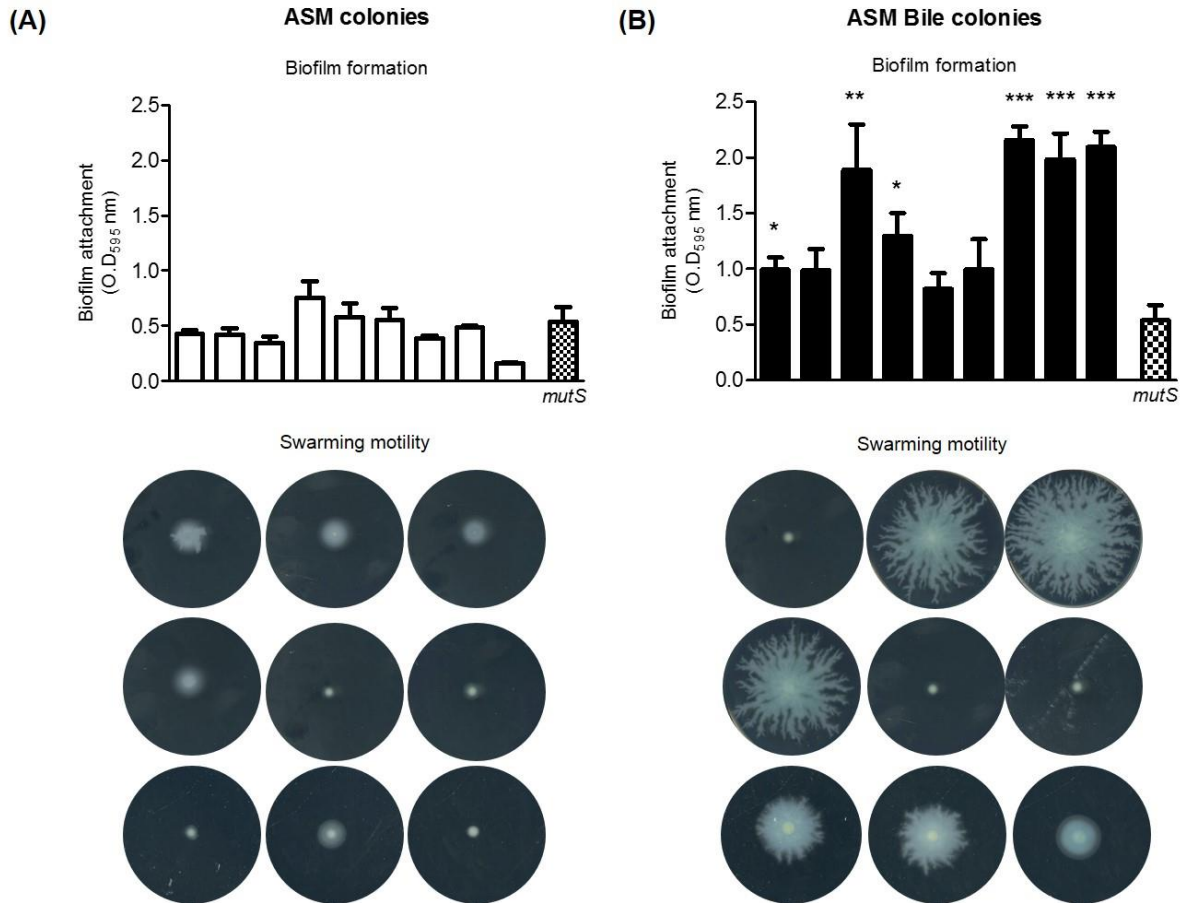 (A)
ASM colonies
Biofilm formation
Biofilm attachment
(O.D595 nm)
2.5
2.0
1.5
1.0
0.5
0.0
mutS
Swarming motility
(B)
ASM Bile colonies
Biofilm formation
Biofilm attachment
(O.D595 nm)
2.5
2.0
1.5
1.0
0.5
0.0
*
**
*
***
***
***
mutS
Swarming motility